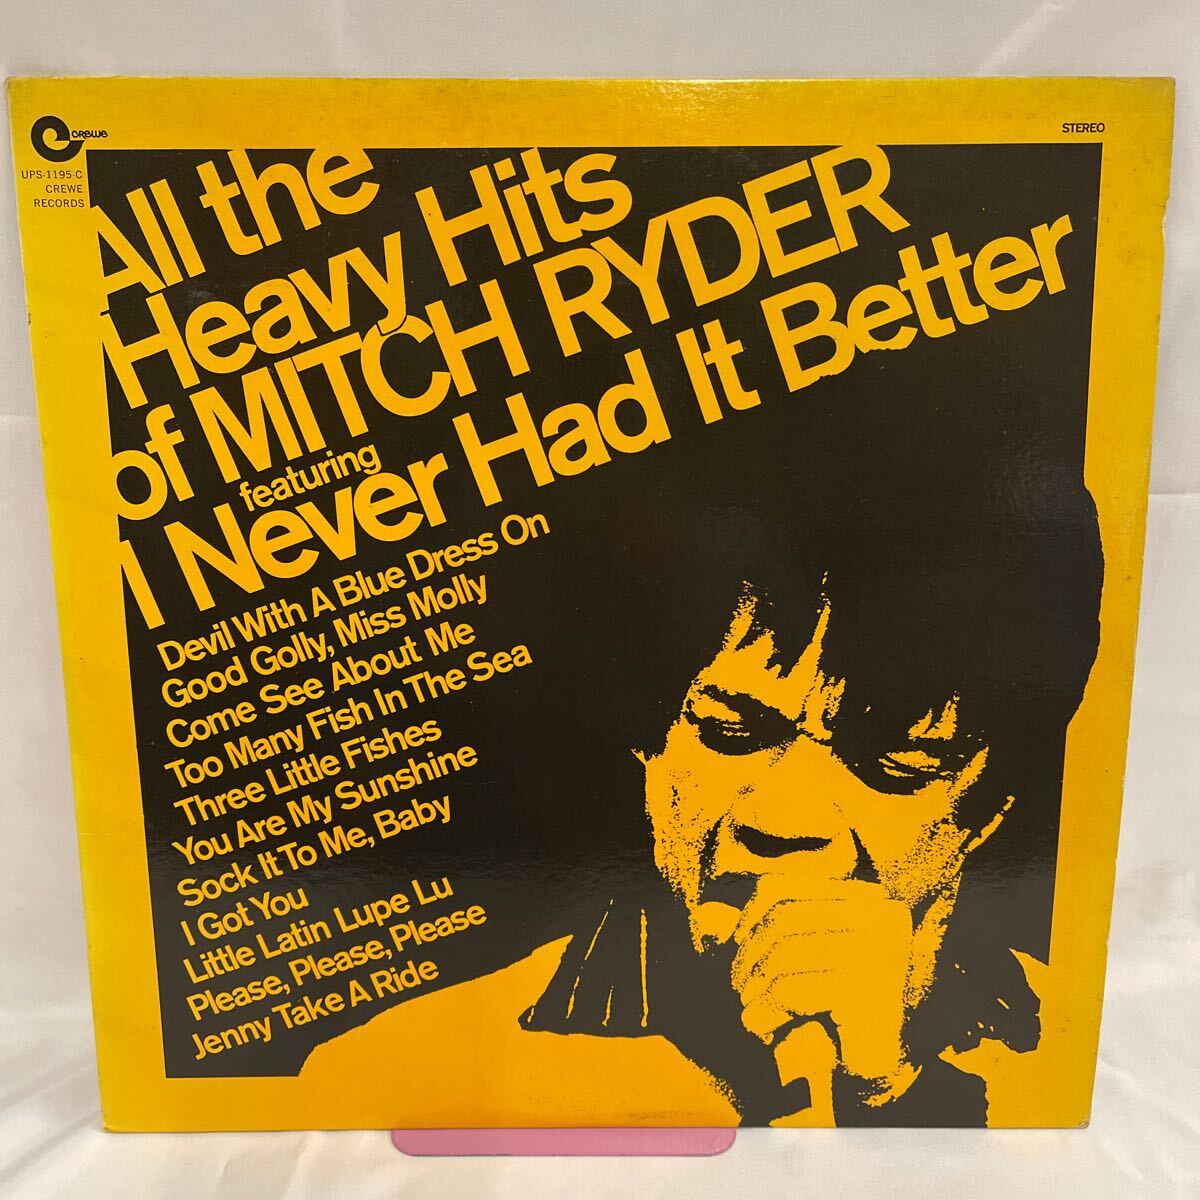 crewe
UPS-1195-C
CREWE
RECORDS
STEREO
All the
Heavy Hits
of MITCH RYDER
featuring
I Never Had It Better
Devil With A Blue Dress On
Good Golly, Miss Molly
Come See About Me
Too Many Fish In The Sea
Three Little Fishes
You Are My Sunshine
Sock It To Me, Baby
I Got You
Little Latin Lupe Lu
Please, Please, Please
Jenny Take A Ride